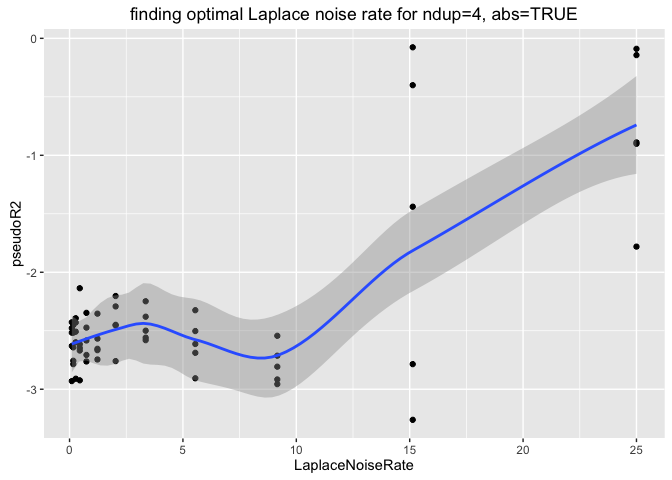 finding optimal Laplace noise rate for ndup=4, abs=TRUE
0
-1
-2
-3
pseudoR2
0 5 10 15 20 25
LaplaceNoiseRate